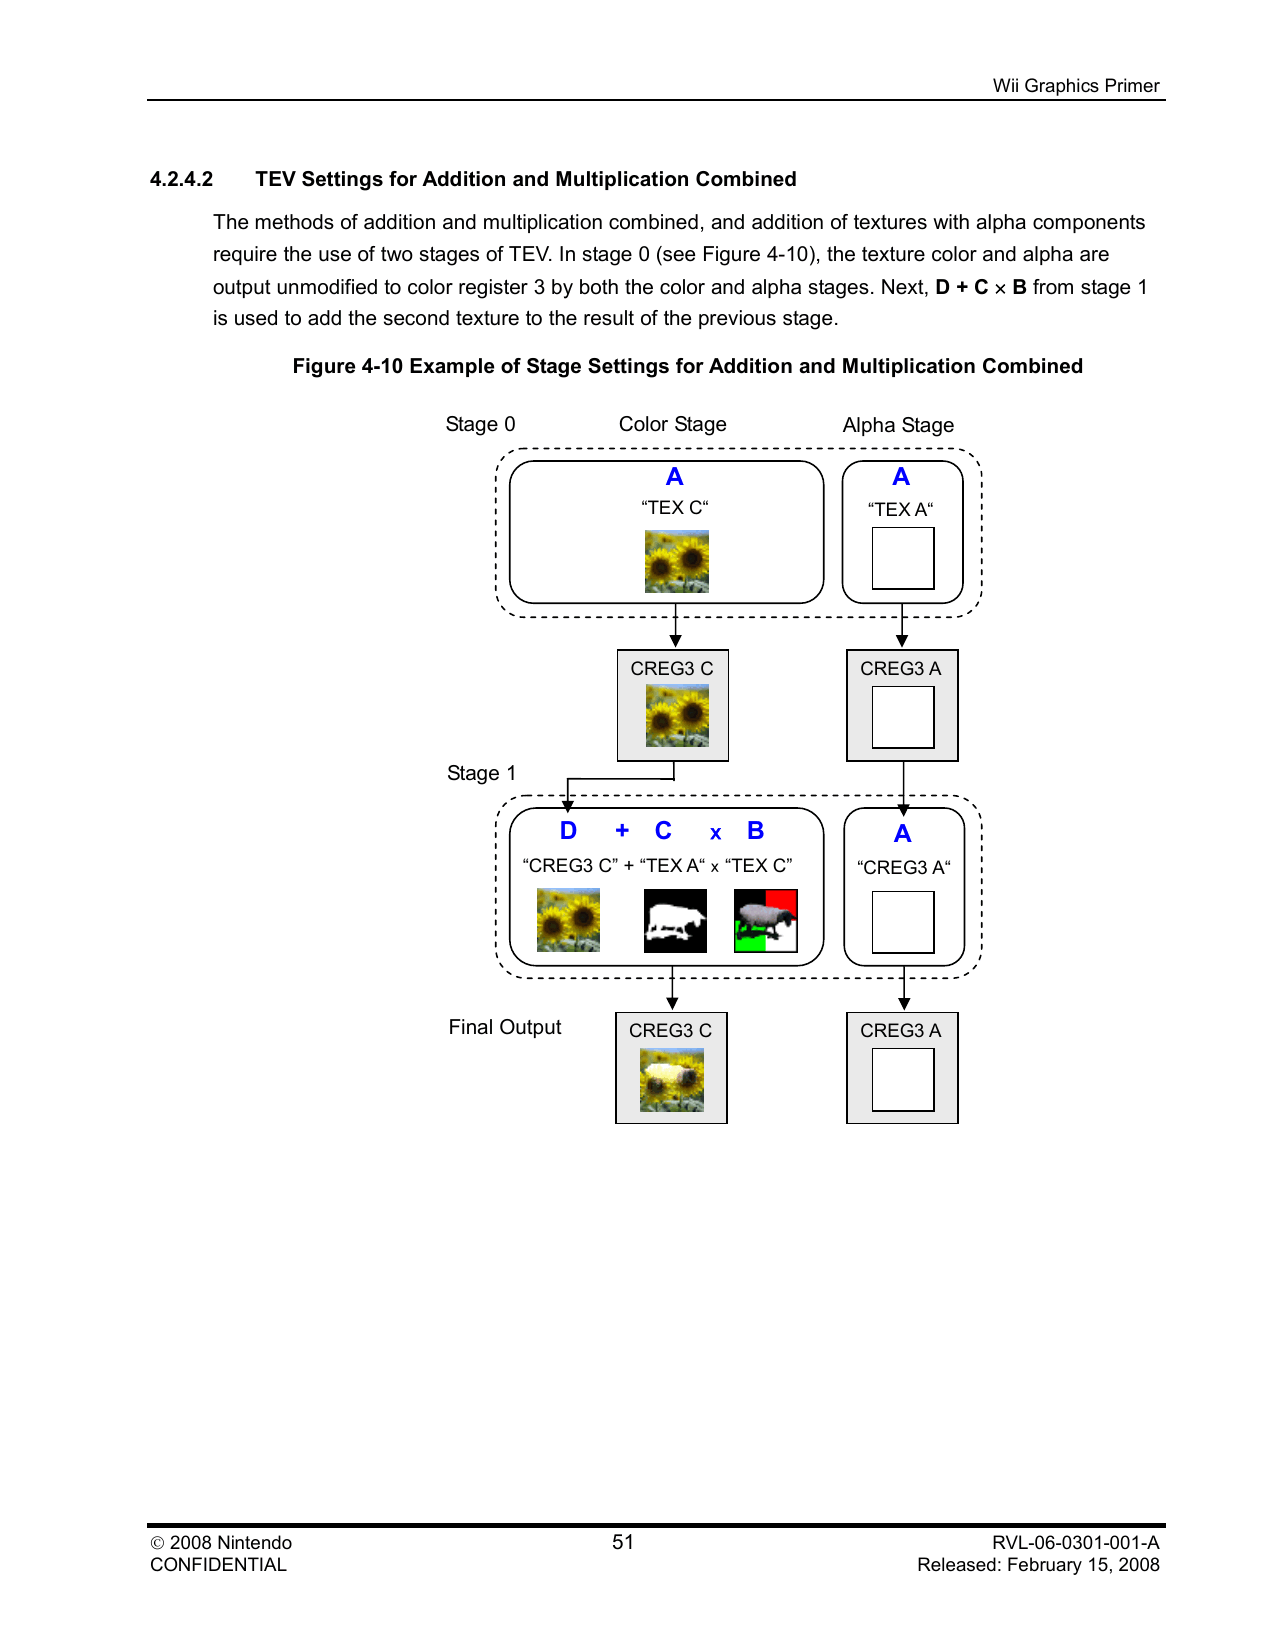 Wii Graphics Primer
4.2.4.2 TEV Settings for Addition and Multiplication Combined
The methods of addition and multiplication combined, and addition of textures with alpha components
require the use of two stages of TEV. In stage 0 (see Figure 4-10), the texture color and alpha are
output unmodified to color register 3 by both the color and alpha stages. Next, D + C × B from stage 1
is used to add the second texture to the result of the previous stage.
Figure 4-10 Example of Stage Settings for Addition and Multiplication Combined
Stage 0 Color Stage Alpha Stage
A A
“TEX C“ “TEX A“
CREG3 C CREG3 A
Stage 1
D + C x B A
“CREG3 C” + “TEX A“ x “TEX C” “CREG3 A“
Final Output CREG3 C CREG3 A
© 2008 Nintendo 51 RVL-06-0301-001-A
CONFIDENTIAL Released: February 15, 2008